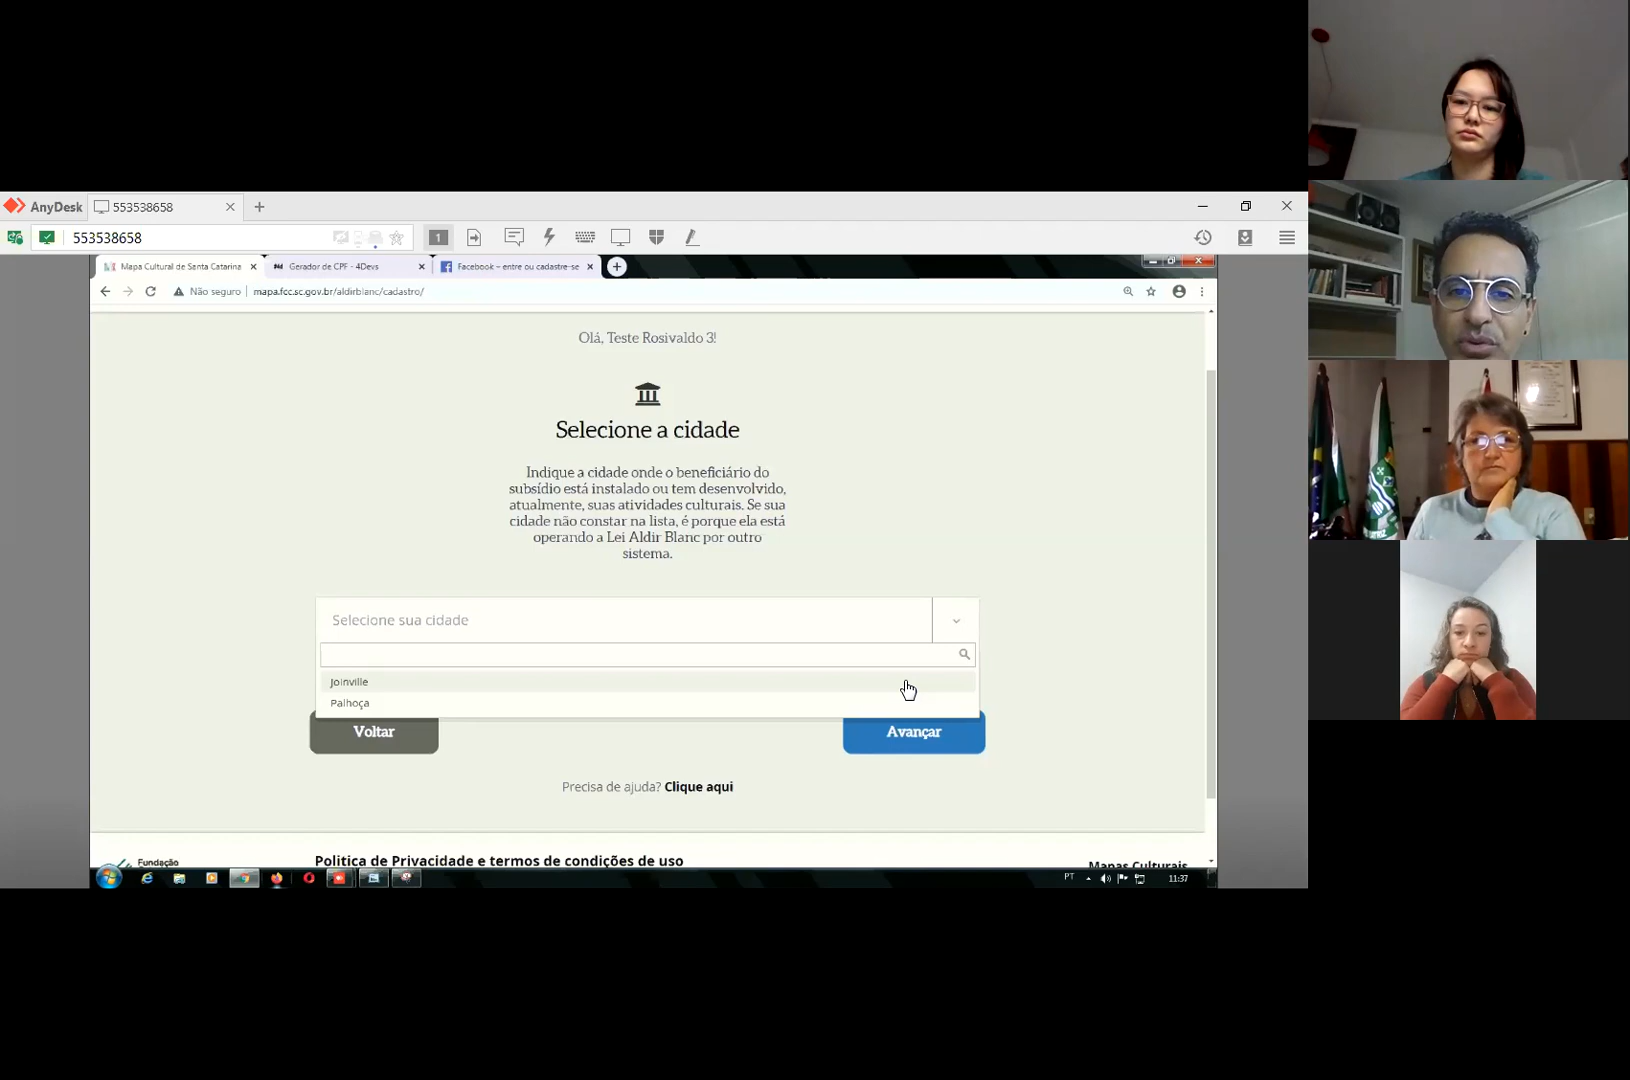 AnyDesk
553538658
553538658
1
Mapa Cultural de Santa Catarina
Gerador de CPF - 4Devs
Facebook – entre ou cadastre-se
Não seguro
mapa.fcc.sc.gov.br/aldirblanc/cadastro/
Olá, Teste Rosivaldo 3!
Selecione a cidade
Indique a cidade onde o beneficiário do
subsídio está instalado ou tem desenvolvido,
atualmente, suas atividades culturais. Se sua
cidade não constar na lista, é porque ela está
operando a Lei Aldir Blanc por outro
sistema.
Selecione sua cidade
Joinville
Palhoça
Voltar
Avançar
Precisa de ajuda? Clique aqui
Fundação
Politica de Privacidade e termos de condições de uso
Mapas Culturais
PT
11:37